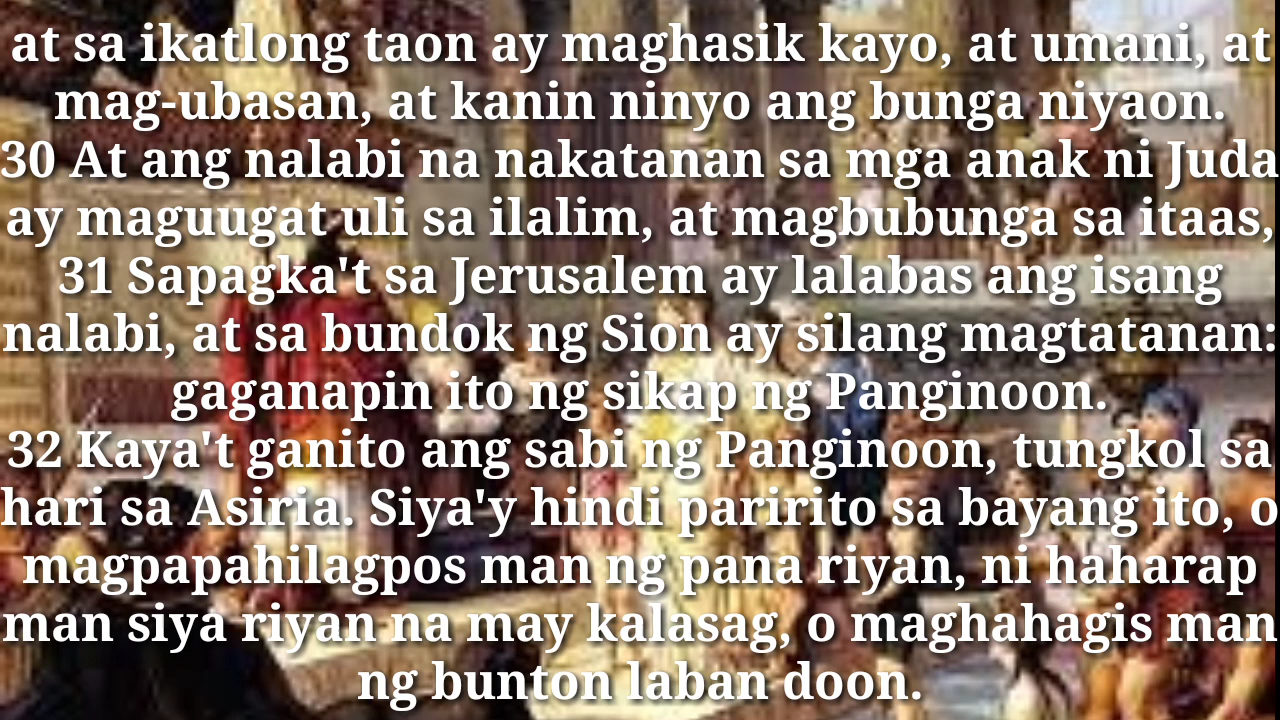 at sa ikatlong taon ay maghasik kayo, at umani, at
mag-ubasan, at kanin ninyo ang bunga niyaon.
30 At ang nalabi na nakatanan sa mga anak ni Juda
ay maguugat uli sa ilalim, at magbubunga sa itaas,
31 Sapagka't sa Jerusalem ay lalabas ang isang
nalabi, at sa bundok ng Sion ay silang magtatanan:
gaganapin ito ng sikap ng Panginoon.
32 Kaya't ganito ang sabi ng Panginoon, tungkol sa
hari sa Asiria. Siya'y hindi paririto sa bayang ito, o
magpapahilagpos man ng pana riyan, ni haharap
man siya riyan na may kalasag, o maghahagis man
ng bunton laban doon.